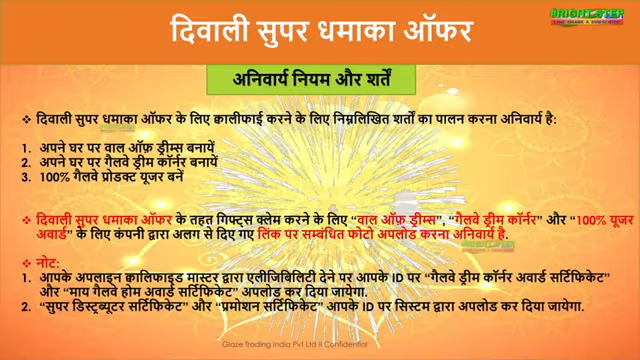 दिवाली सुपर धमाका ऑफर
BRIGHT STEP
अनिवार्य नियम और शर्तें
❖ दिवाली सुपर धमाका ऑफर के लिए क्वालीफाई करने के लिए निम्नलिखित शर्तों का पालन करना अनिवार्य है:
1. अपने घर पर वाल ऑफ़ ड्रीम्स बनायें
2. अपने घर पर गैलवे ड्रीम कॉर्नर बनायें
3. 100% गैलवे प्रोडक्ट यूजर बनें
❖ दिवाली सुपर धमाका ऑफर के तहत गिफ्ट्स क्लेम करने के लिए “वाल ऑफ़ ड्रीम्स”, “गैलवे ड्रीम कॉर्नर” और “100% यूजर
अवार्ड” के लिए कंपनी द्वारा अलग से दिए गए लिंक पर सम्बंधित फोटो अपलोड करना अनिवार्य है.
❖ नोट:
1. आपके अपलाइन क्वालिफाइड मास्टर द्वारा एलीजिबिलिटी देने पर आपके ID पर “गैलवे ड्रीम कॉर्नर अवार्ड सर्टिफिकेट”
और “माय गैलवे होम अवार्ड सर्टिफिकेट” अपलोड कर दिया जायेगा.
2. “सुपर डिस्ट्रब्यूटर सर्टिफिकेट” और “प्रमोशन सर्टिफिकेट” आपके ID पर सिस्टम द्वारा अपलोड कर दिया जायेगा.
Glaze Trading India Pvt Ltd II Confidential